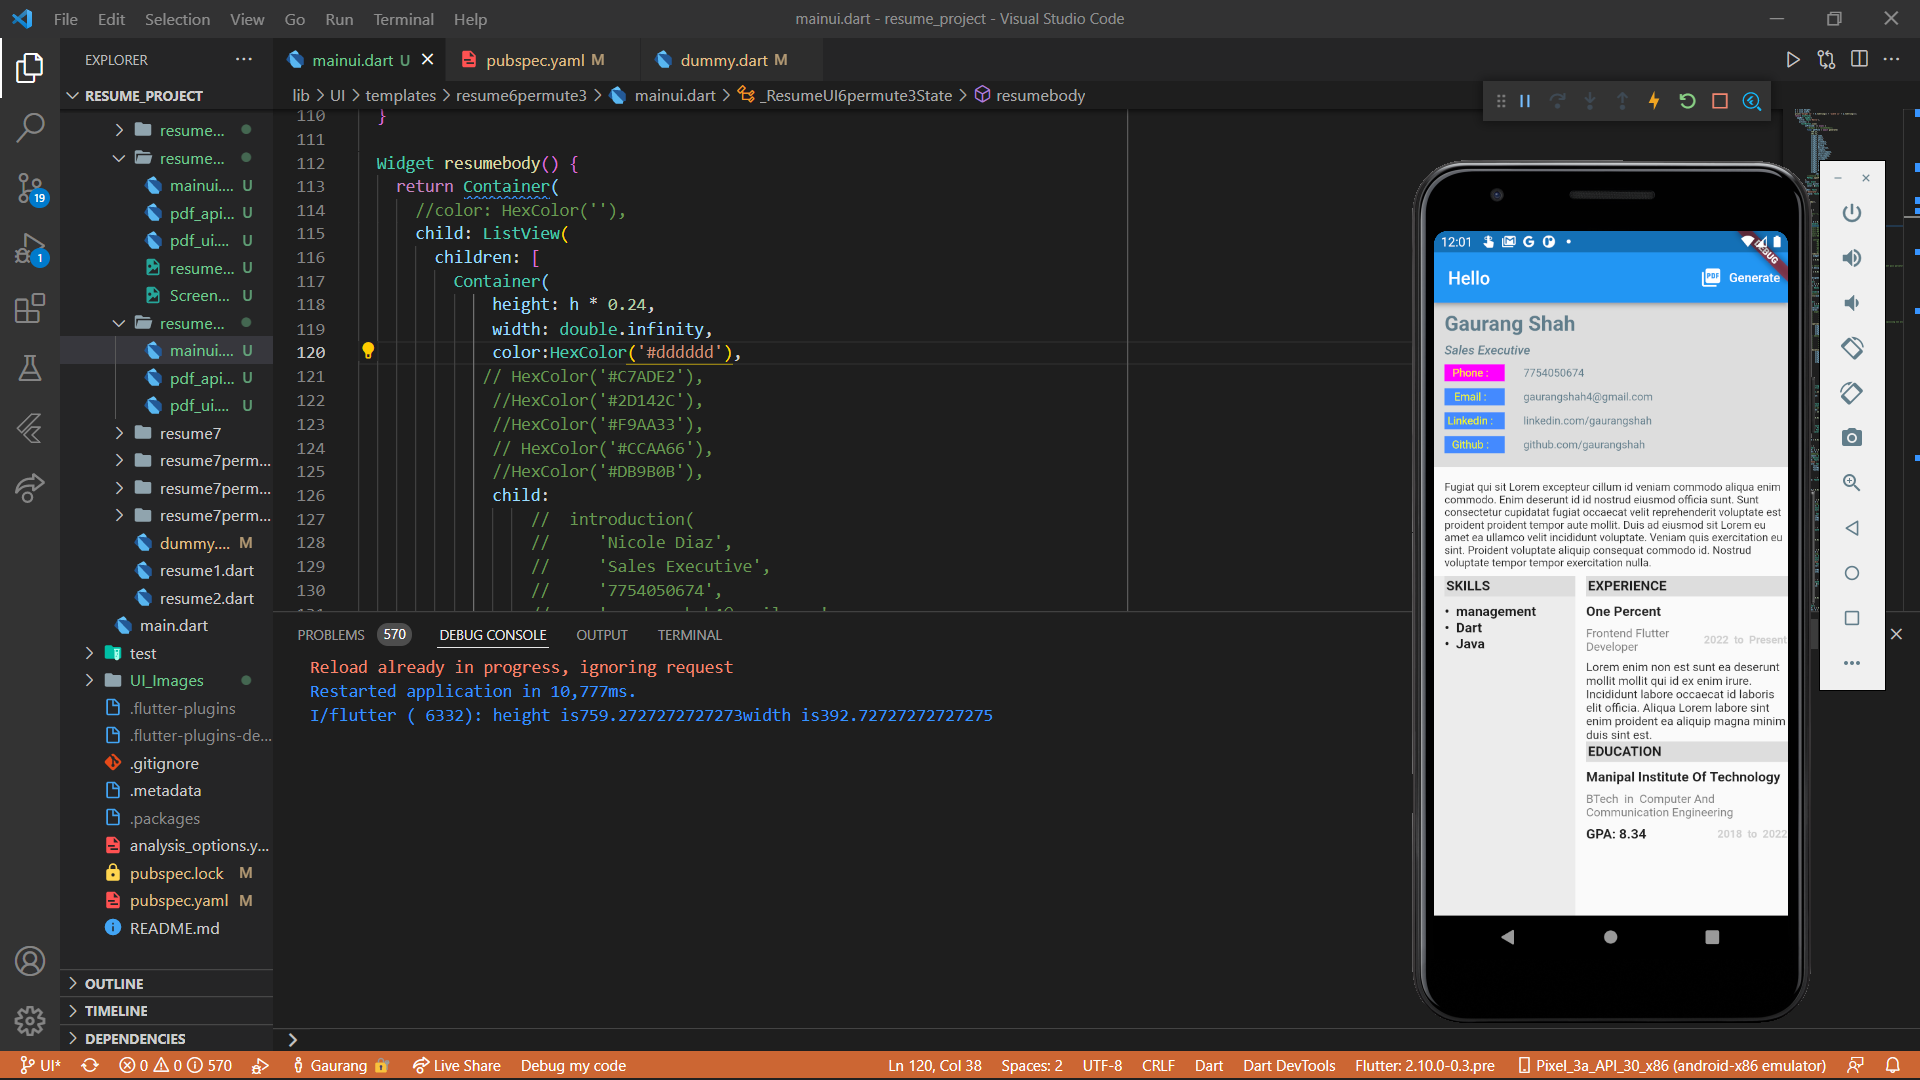 File Edit Selection View Go Run Terminal Help
mainui.dart - resume_project - Visual Studio Code
EXPLORER
mainui.dart U
pubspec.yaml M
dummy.dart M
RESUME_PROJECT
lib > UI > templates > resume6permute3 > mainui.dart > _ResumeUI6permute3State > resumebody
resume...
resume...
mainui.... U
pdf_api... U
pdf_ui.... U
resume... U
Screen... U
resume...
mainui.... U
pdf_api... U
pdf_ui.... U
resume7
resume7perm...
resume7perm...
resume7perm...
dummy.... M
resume1.dart
resume2.dart
main.dart
test
UI_Images
.flutter-plugins
.flutter-plugins-de...
.gitignore
.metadata
.packages
analysis_options.y...
pubspec.lock M
pubspec.yaml M
README.md
OUTLINE
TIMELINE
DEPENDENCIES
19
1
110 }
111
112 Widget resumebody() {
113 return Container(
114 //color: HexColor(''),
115 child: ListView(
116 children: [
117 Container(
118 height: h * 0.24,
119 width: double.infinity,
120 color:HexColor('#dddddd'),
121 // HexColor('#C7ADE2'),
122 //HexColor('#2D142C'),
123 //HexColor('#F9AA33'),
124 // HexColor('#CCAA66'),
125 //HexColor('#DB9B0B'),
126 child:
127 // introduction(
128 // 'Nicole Diaz',
129 // 'Sales Executive',
130 // '7754050674',
PROBLEMS 570 DEBUG CONSOLE OUTPUT TERMINAL
Reload already in progress, ignoring request
Restarted application in 10,777ms.
I/flutter ( 6332): height is759.2727272727273width is392.72727272727275
12:01
DEBUG
Hello
PDF Generate
Gaurang Shah
Sales Executive
Phone : 7754050674
Email : gaurangshah4@gmail.com
Linkedin : linkedin.com/gaurangshah
Github : github.com/gaurangshah
Fugiat qui sit Lorem excepteur cillum id veniam commodo aliqua enim
commodo. Enim deserunt id id nostrud eiusmod officia sunt. Sunt
consectetur cupidatat fugiat occaecat velit reprehenderit voluptate est
proident proident tempor aute mollit. Duis ad eiusmod sit Lorem eu
amet ea ullamco velit incididunt voluptate. Veniam quis exercitation eu
sint. Proident voluptate aliquip consequat commodo id. Nostrud
voluptate tempor tempor exercitation nulla.
SKILLS
• management
• Dart
• Java
EXPERIENCE
One Percent
Frontend Flutter
Developer
2022 to Present
Lorem enim non est sunt ea deserunt
mollit mollit qui id ex enim irure.
Incididunt labore occaecat id laboris
elit officia. Aliqua Lorem labore sint
enim proident ea aliquip magna minim
duis sint est.
EDUCATION
Manipal Institute Of Technology
BTech in Computer And
Communication Engineering
GPA: 8.34
2018 to 2022
UI* 0 0 570 Gaurang Live Share Debug my code
Ln 120, Col 38 Spaces: 2 UTF-8 CRLF Dart Dart DevTools Flutter: 2.10.0-0.3.pre Pixel_3a_API_30_x86 (android-x86 emulator)